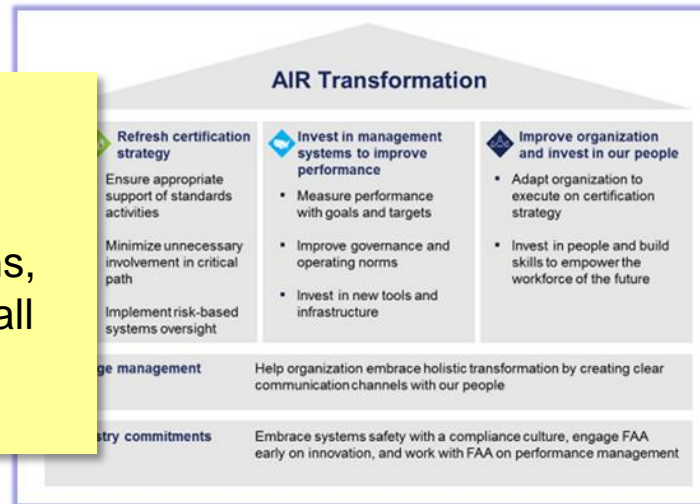 AIR Transformation
Refresh certification
strategy
Ensure appropriate
support of standards
activities
Minimize unnecessary
involvement in critical
path
Implement risk-based
systems oversight
Invest in management
systems to improve
performance
▪ Measure performance
with goals and targets
▪ Improve governance and
operating norms
▪ Invest in new tools and
infrastructure
Improve organization
and invest in our people
▪ Adapt organization to
execute on certification
strategy
▪ Invest in people and build
skills to empower the
workforce of the future
management
Help organization embrace holistic transformation by creating clear
communication channels with our people
commitments
Embrace systems safety with a compliance culture, engage FAA
early on innovation, and work with FAA on performance management